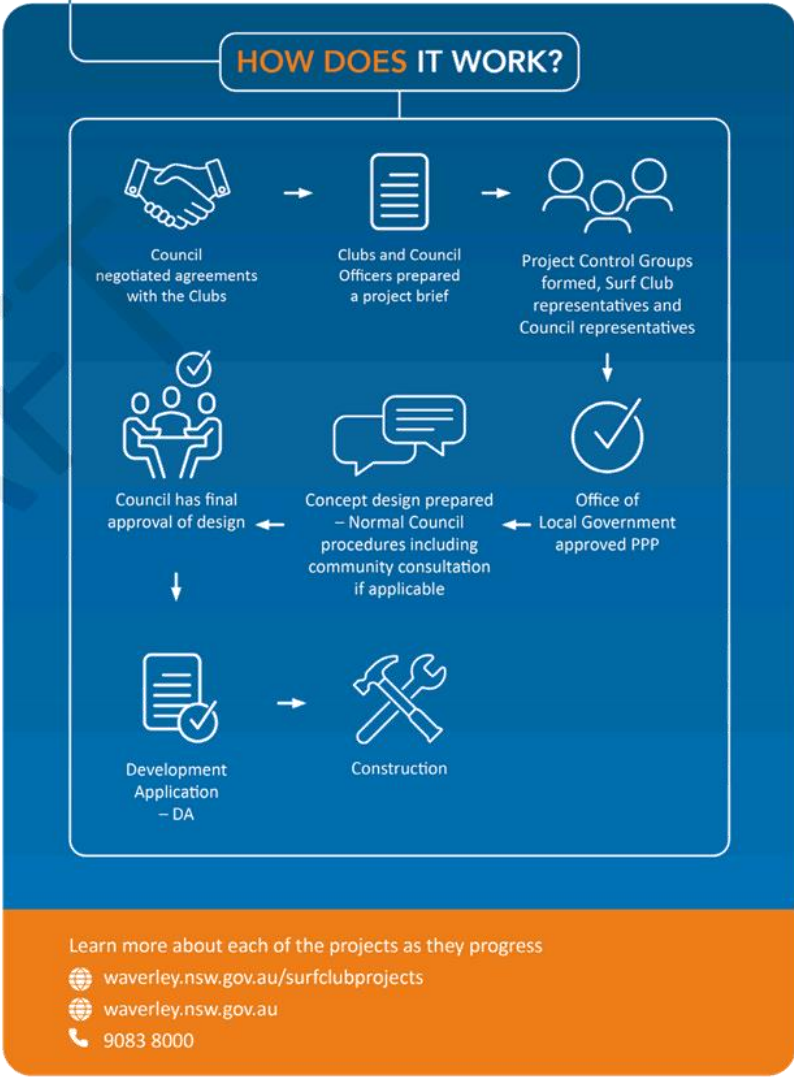 HOW DOES IT WORK?
Council
negotiated agreements
with the Clubs
Clubs and Council
Officers prepared
a project brief
Project Control Groups
formed, Surf Club
representatives and
Council representatives
Office of
Local Government
approved PPP
Concept design prepared
– Normal Council
procedures including
community consultation
if applicable
Council has final
approval of design
Development
Application
– DA
Construction
Learn more about each of the projects as they progress
waverley.nsw.gov.au/surfclubprojects
waverley.nsw.gov.au
9083 8000